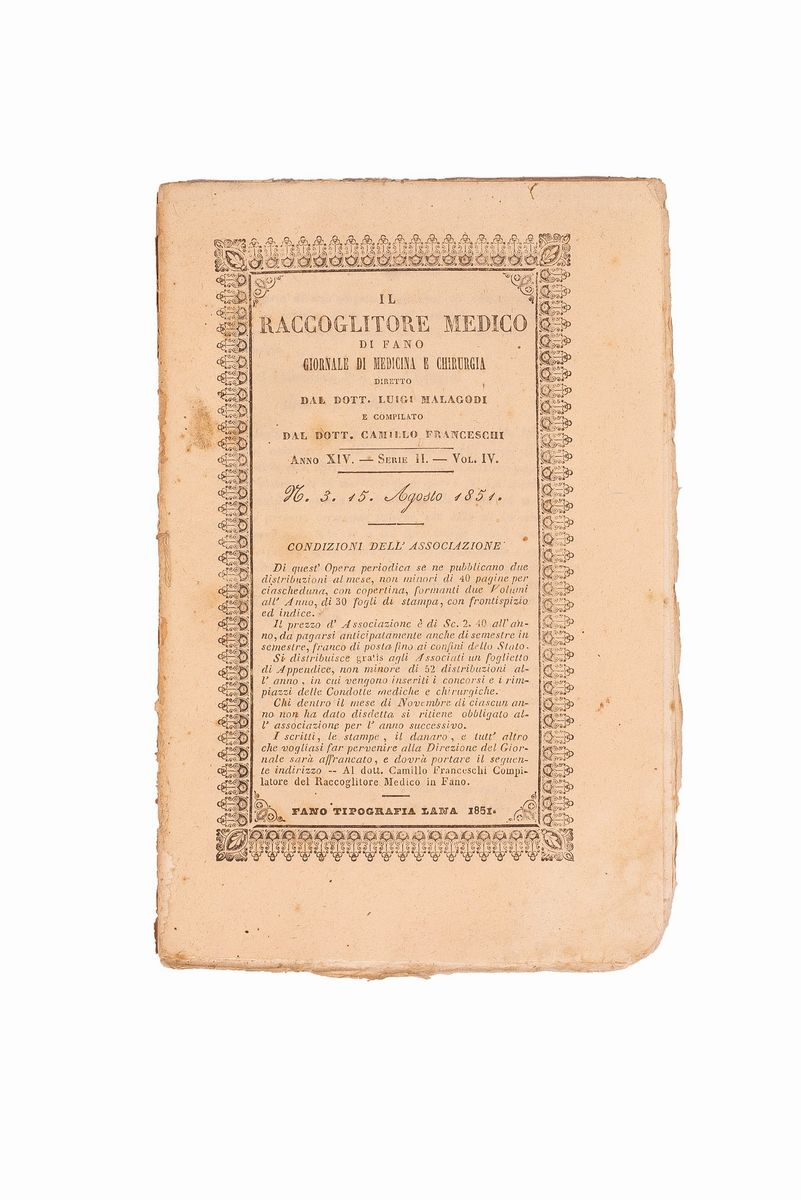 IL
RACCOGLITORE MEDICO
DI FANO
GIORNALE DI MEDICINA E CHIRURGIA
DIRETTO
DAL DOTT. LUIGI MALAGODI
E COMPILATO
DAL DOTT. CAMILLO FRANCESCHI
ANNO XIV. — SERIE II. — VOL. IV.
N. 3. 15. Agosto 1851.
CONDIZIONI DELL' ASSOCIAZIONE
Di quest' Opera periodica se ne pubblicano due
distribuzioni al mese, non minori di 40 pagine per
ciascheduna, con copertina, formanti due Volumi
all' Anno, di 30 fogli di stampa, con frontispizio
ed indice.
Il prezzo d' Associazione è di Sc. 2. 40 all' an-
no, da pagarsi anticipatamente anche di semestre in
semestre, franco di posta fino ai confini dello Stato.
Si distribuisce gratis agli Associati un foglietto
di Appendice, non minore di 52 distribuzioni al-
l' anno, in cui vengono inseriti i concorsi e i rim-
piazzi delle Condotte mediche e chirurgiche.
Chi dentro il mese di Novembre di ciascun an-
no non ha dato disdetta si ritiene obbligato al-
l' associazione per l' anno successivo.
I scritti, le stampe, il danaro, e tutt' altro
che vogliasi far pervenire alla Direzione del Gior-
nale sarà affrancato, e dovrà portare il seguen-
te indirizzo -- Al dott. Camillo Franceschi Compi-
latore del Raccoglitore Medico in Fano.
FANO TIPOGRAFIA LANA 1851.